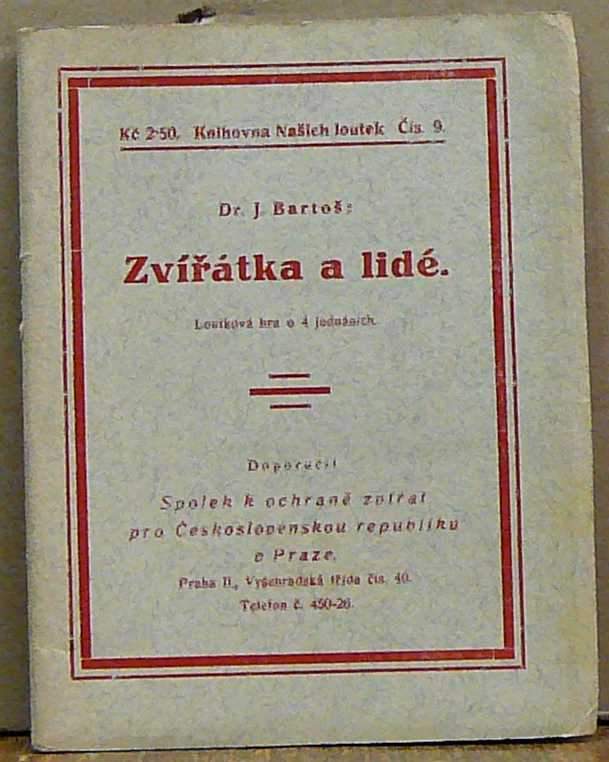 Kč 2·50. Knihovna Našich loutek Čís. 9.
Dr. J. Bartoš:
Zvířátka a lidé.
Loutková hra o 4 jednáních.
Doporučil
Spolek k ochraně zvířat
pro Československou republiku
v Praze.
Praha II., Vyšehradská třída čís. 40.
Telefon č. 450-26.